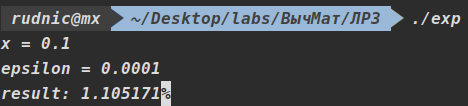 rudnic@mx ~/Desktop/labs/ВычМат/ЛР3 ./exp
x = 0.1
epsilon = 0.0001
result: 1.105171%